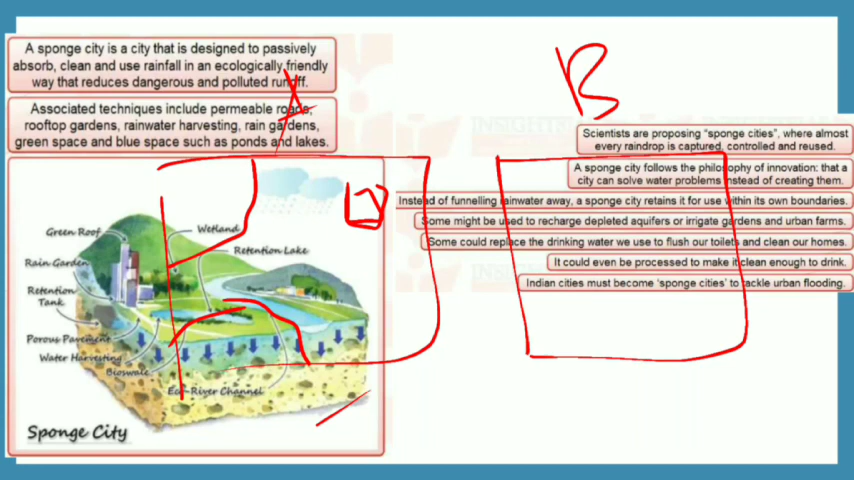 A sponge city is a city that is designed to passively
absorb, clean and use rainfall in an ecologically friendly
way that reduces dangerous and polluted runoff.
Associated techniques include permeable roads,
rooftop gardens, rainwater harvesting, rain gardens,
green space and blue space such as ponds and lakes.
A
B
Scientists are proposing "sponge cities", where almost
every raindrop is captured, controlled and reused.
A sponge city follows the philosophy of innovation: that a
city can solve water problems instead of creating them.
Instead of funnelling rainwater away, a sponge city retains it for use within its own boundaries.
Some might be used to recharge depleted aquifers or irrigate gardens and urban farms.
Some could replace the drinking water we use to flush our toilets and clean our homes.
It could even be processed to make it clean enough to drink.
Indian cities must become 'sponge cities' to tackle urban flooding.
Wetland
Green Roof
Retention Lake
Rain Garden
Retention
Tank
Porous Pavement
Water Harvesting
Bioswale
Eco-River Channel
Sponge City